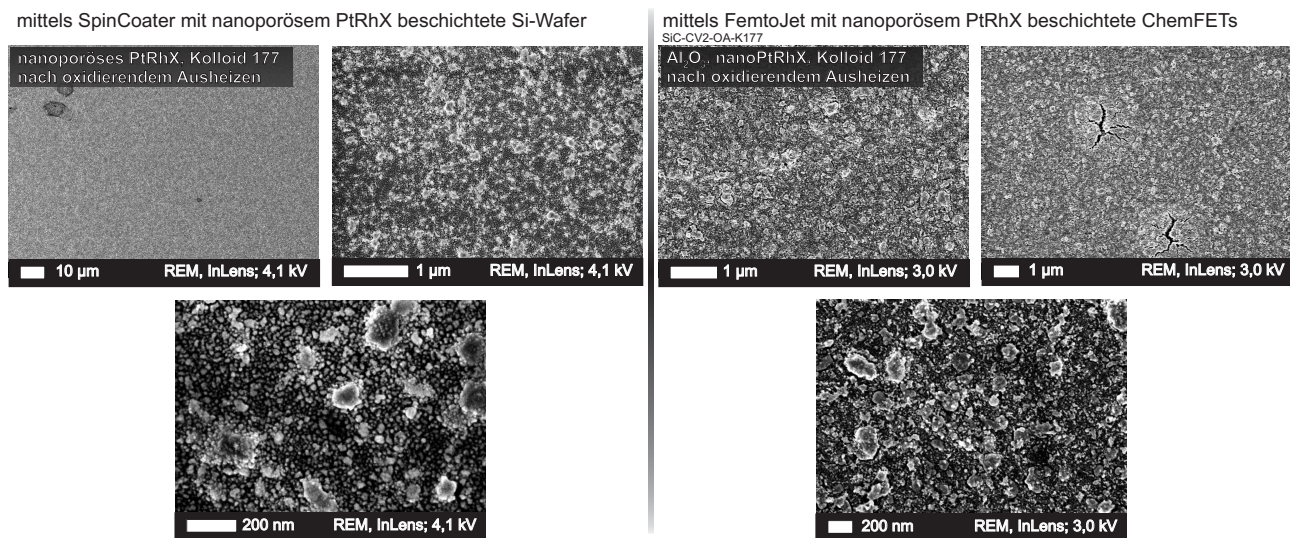 mittels SpinCoater mit nanoporösem PtRhX beschichtete Si-Wafer
nanoporöses PtRhX, Kolloid 177
nach oxidierendem Ausheizen
10 µm REM, InLens; 4,1 kV
1 µm REM, InLens; 4,1 kV
200 nm REM, InLens; 4,1 kV
mittels FemtoJet mit nanoporösem PtRhX beschichtete ChemFETs
SiC-CV2-OA-K177
Al O , nanoPtRhX, Kolloid 177
nach oxidierendem Ausheizen
1 µm REM, InLens; 3,0 kV
1 µm REM, InLens; 3,0 kV
200 nm REM, InLens; 3,0 kV